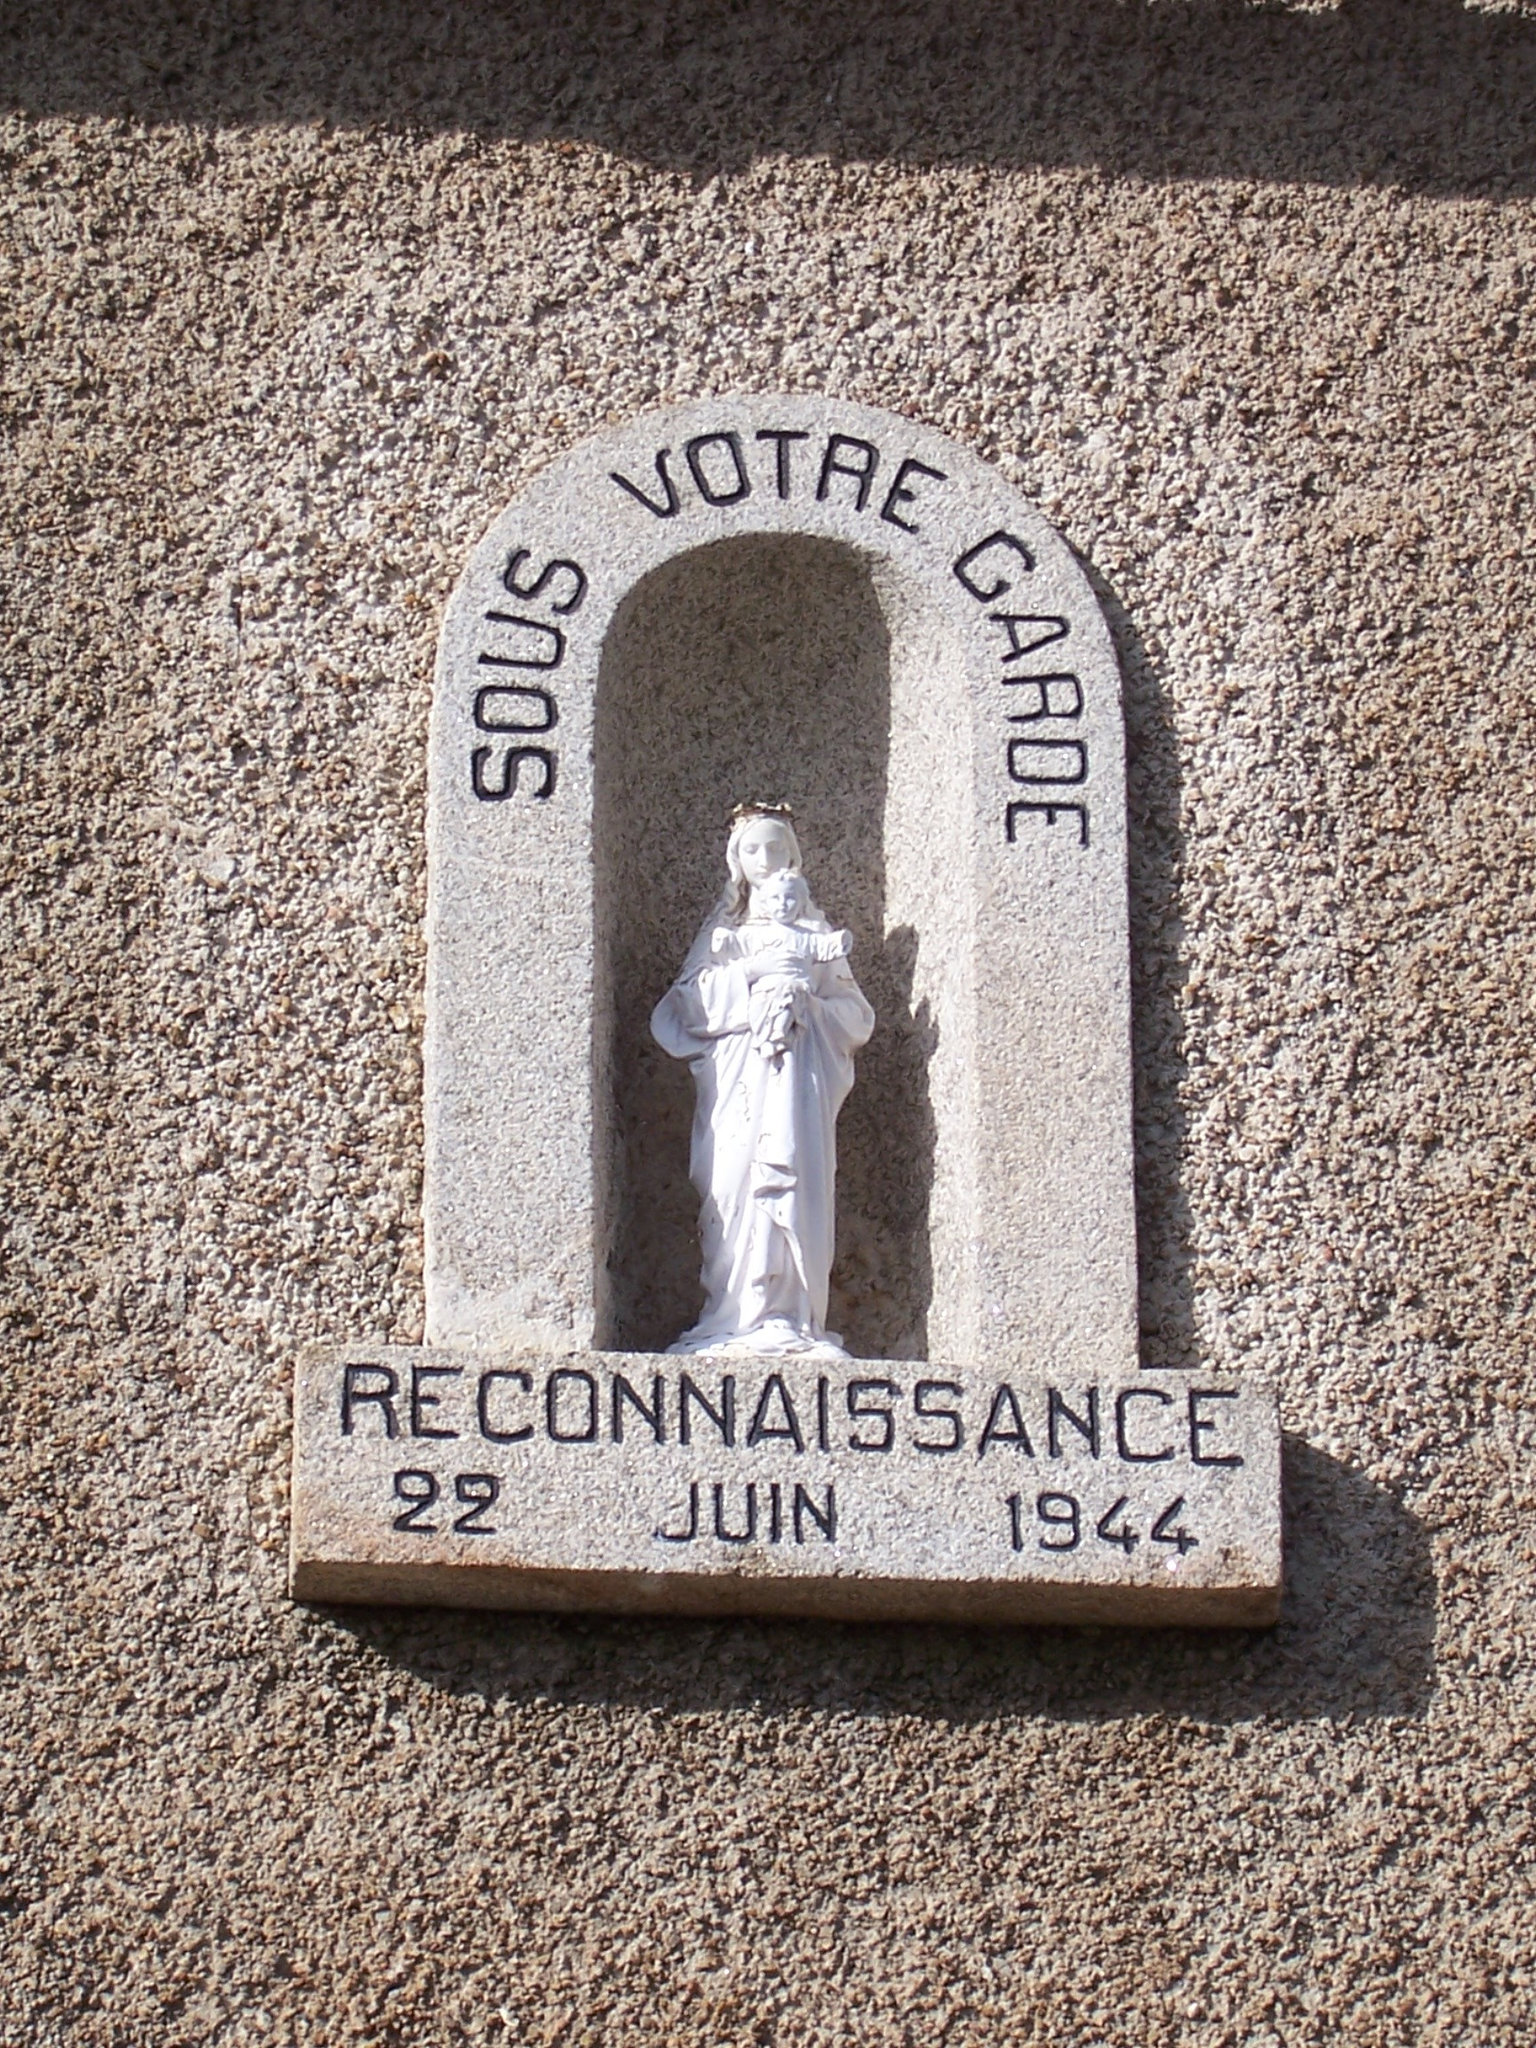 SOUS VOTRE GARDE
RECONNAISSANCE
22 JUIN 1944